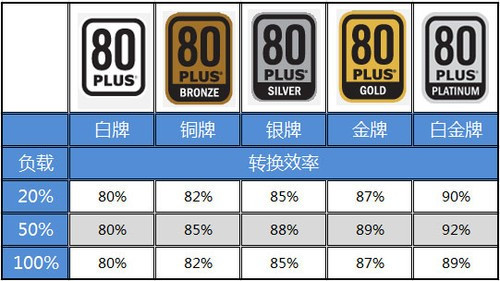 80 80 80 80 80
PLUS® PLUS® PLUS® PLUS® PLUS®
BRONZE SILVER GOLD PLATINUM
白牌 铜牌 银牌 金牌 白金牌
负载 转换效率
20% 80% 82% 85% 87% 90%
50% 80% 85% 88% 89% 92%
100% 80% 82% 85% 87% 89%